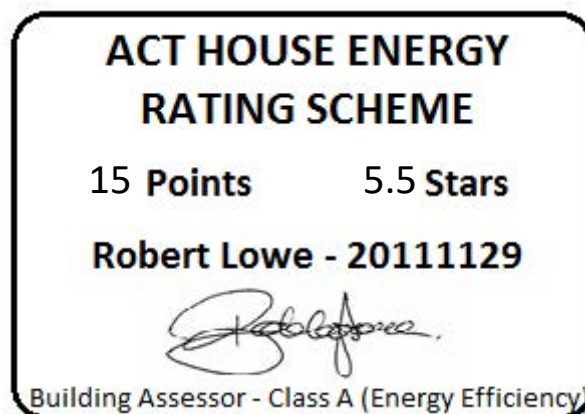 ACT HOUSE ENERGY
RATING SCHEME
15 Points 5.5 Stars
Robert Lowe - 20111129
Building Assessor - Class A (Energy Efficiency)